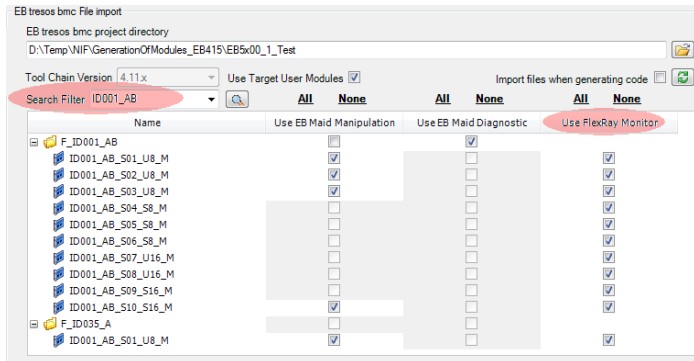 EB tresos bmc File import
EB tresos bmc project directory
D:\Temp\NIF\GenerationOfModules_EB415\EB5x00_1_Test
Tool Chain Version 4.11.x Use Target User Modules Import files when generating code
Search Filter ID001_AB All None All None All None
Name Use EB Maid Manipulation Use EB Maid Diagnostic Use FlexRay Monitor
F_ID001_AB
ID001_AB_S01_U8_M
ID001_AB_S02_U8_M
ID001_AB_S03_U8_M
ID001_AB_S04_S8_M
ID001_AB_S05_S8_M
ID001_AB_S06_S8_M
ID001_AB_S07_U16_M
ID001_AB_S08_U16_M
ID001_AB_S09_S16_M
ID001_AB_S10_S16_M
F_ID035_A
ID001_AB_S01_U8_M